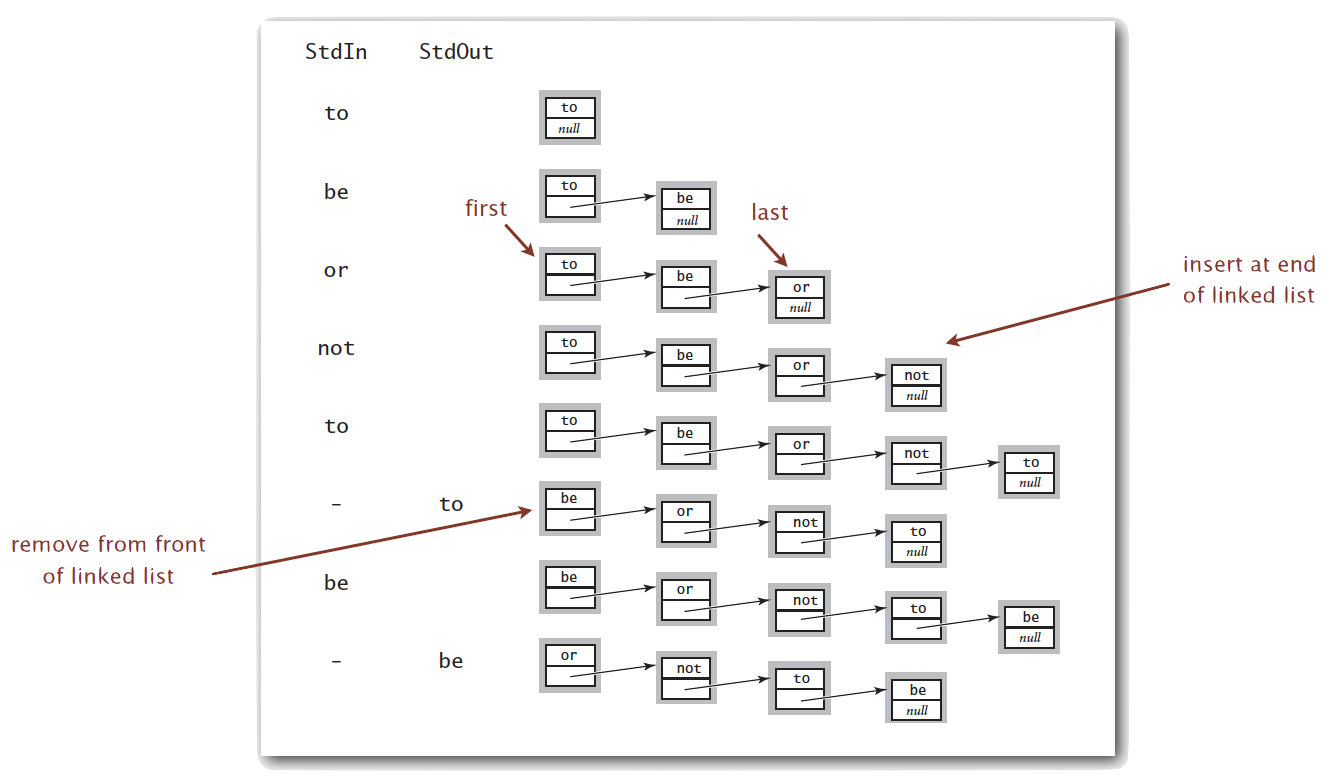 StdIn StdOut
to
to
null
be
to
be
null
first
last
or
to
be
or
null
insert at end
of linked list
not
to
be
or
not
null
to
to
be
or
not
to
null
– to
be
or
not
to
null
remove from front
of linked list
be
be
or
not
to
be
null
– be
or
not
to
be
null